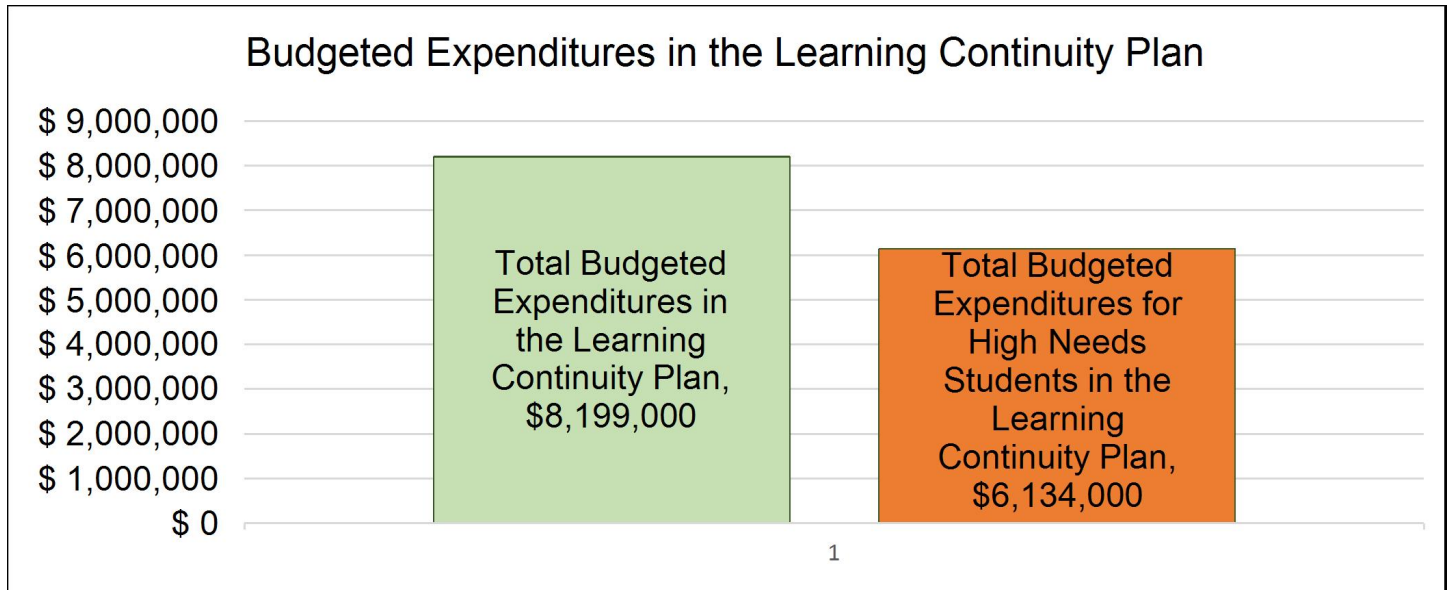 Budgeted Expenditures in the Learning Continuity Plan
$ 9,000,000
$ 8,000,000
$ 7,000,000
$ 6,000,000
$ 5,000,000
$ 4,000,000
$ 3,000,000
$ 2,000,000
$ 1,000,000
$ 0
Total Budgeted
Expenditures in
the Learning
Continuity Plan,
$8,199,000
Total Budgeted
Expenditures for
High Needs
Students in the
Learning
Continuity Plan,
$6,134,000
1